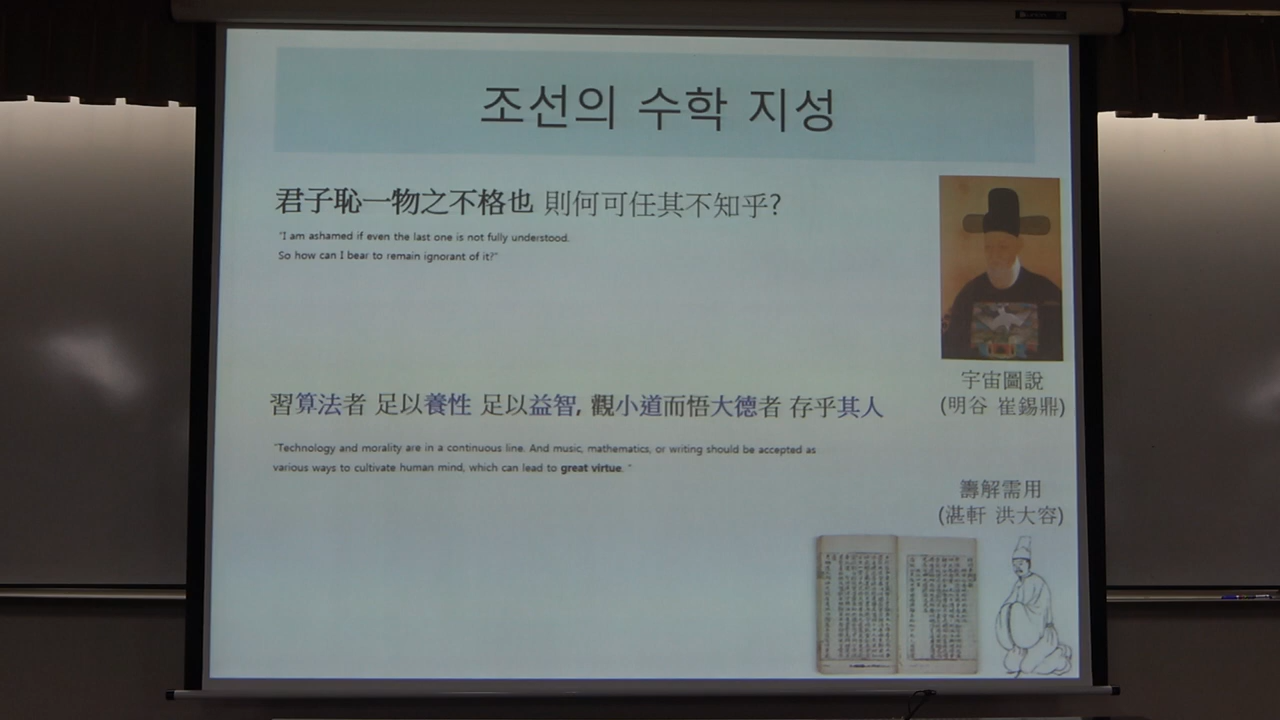 조선의 수학 지성
君子恥一物之不格也 則何可任其不知乎?
"I am ashamed if even the last one is not fully understood.
So how can I bear to remain ignorant of it?"
宇宙圖說
(明谷 崔錫鼎)
習算法者 足以養性 足以益智, 觀小道而悟大德者 存乎其人
"Technology and morality are in a continuous line. And music, mathematics, or writing should be accepted as
various ways to cultivate human mind, which can lead to great virtue. "
籌解需用
(湛軒 洪大容)